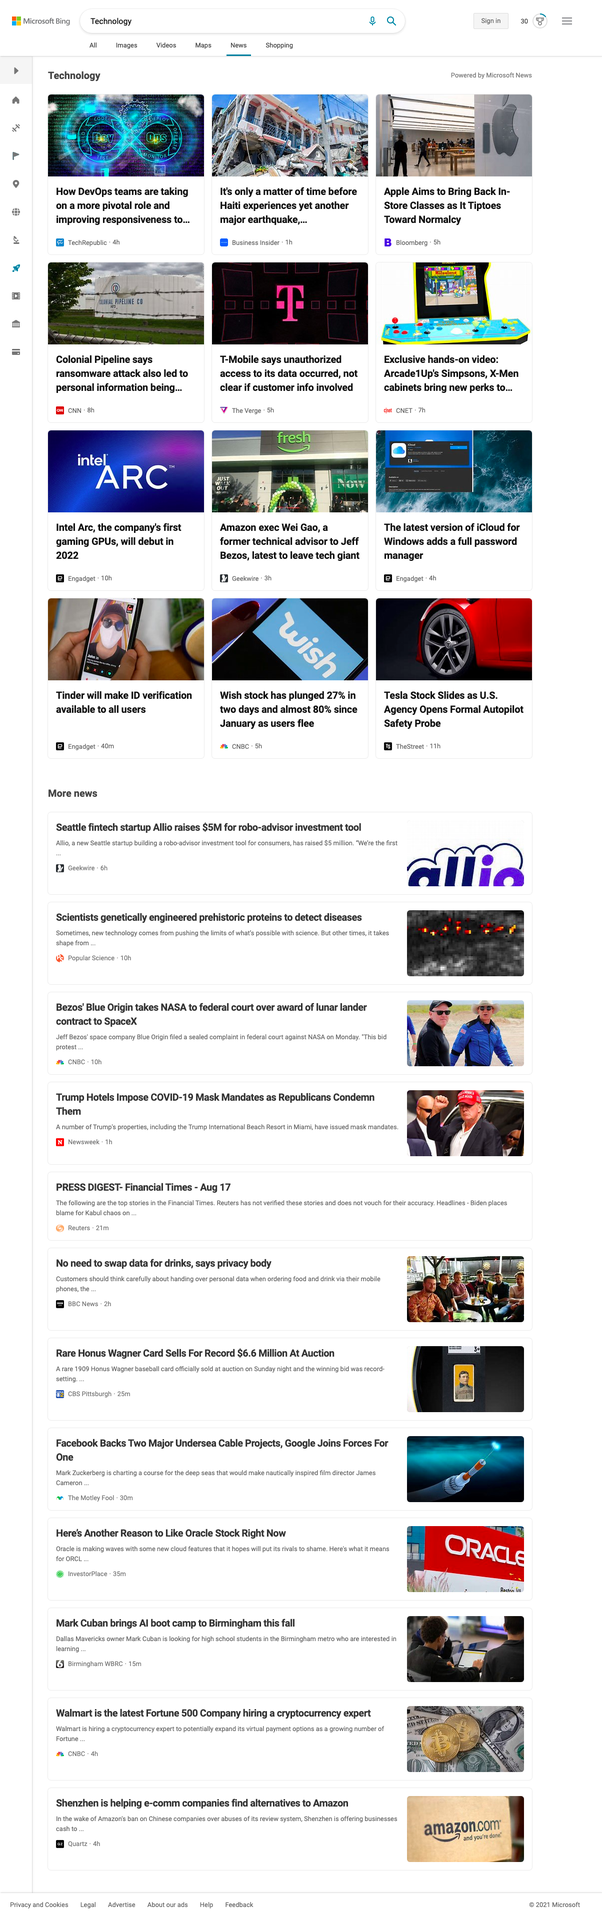 Microsoft Bing
Technology
Sign in
30
All Images Videos Maps News Shopping
Technology
Powered by Microsoft News
Dev Ops
How DevOps teams are taking
on a more pivotal role and
improving responsiveness to...
TechRepublic · 4h
It's only a matter of time before
Haiti experiences yet another
major earthquake,...
Business Insider · 1h
Apple Aims to Bring Back In-
Store Classes as It Tiptoes
Toward Normalcy
Bloomberg · 5h
COLONIAL PIPELINE CO
Colonial Pipeline says
ransomware attack also led to
personal information being...
CNN · 8h
T
T-Mobile says unauthorized
access to its data occurred, not
clear if customer info involved
The Verge · 5h
Exclusive hands-on video:
Arcade1Up's Simpsons, X-Men
cabinets bring new perks to...
CNET · 7h
intel
ARC
Intel Arc, the company's first
gaming GPUs, will debut in
2022
Engadget · 10h
fresh
JUST
WALK
OUT
NOW
Amazon exec Wei Gao, a
former technical advisor to Jeff
Bezos, latest to leave tech giant
Geekwire · 3h
The latest version of iCloud for
Windows adds a full password
manager
Engadget · 4h
Tinder will make ID verification
available to all users
Engadget · 40m
wish
Wish stock has plunged 27% in
two days and almost 80% since
January as users flee
CNBC · 5h
Tesla Stock Slides as U.S.
Agency Opens Formal Autopilot
Safety Probe
TheStreet · 11h
More news
Seattle fintech startup Allio raises $5M for robo-advisor investment tool
Allio, a new Seattle startup building a robo-advisor investment tool for consumers, has raised $5 million. "We're the first
...
Geekwire · 6h
allio
Scientists genetically engineered prehistoric proteins to detect diseases
Sometimes, new technology comes from pushing the limits of what's possible with science. But other times, it takes
shape from ...
Popular Science · 10h
Bezos' Blue Origin takes NASA to federal court over award of lunar lander
contract to SpaceX
Jeff Bezos' space company Blue Origin filed a sealed complaint in federal court against NASA on Monday. "This bid
protest ...
CNBC · 10h
Trump Hotels Impose COVID-19 Mask Mandates as Republicans Condemn
Them
A number of Trump's properties, including the Trump International Beach Resort in Miami, have issued mask mandates.
Newsweek · 1h
PRESS DIGEST- Financial Times - Aug 17
The following are the top stories in the Financial Times. Reuters has not verified these stories and does not vouch for their accuracy. Headlines - Biden places
blame for Kabul chaos on ...
Reuters · 21m
No need to swap data for drinks, says privacy body
Customers should think carefully about handing over personal data when ordering food and drink via their mobile
phones, the ...
BBC News · 2h
Rare Honus Wagner Card Sells For Record $6.6 Million At Auction
A rare 1909 Honus Wagner baseball card officially sold at auction on Sunday night and the winning bid was record-
setting. ...
CBS Pittsburgh · 25m
Facebook Backs Two Major Undersea Cable Projects, Google Joins Forces For
One
Mark Zuckerberg is charting a course for the deep seas that would make nautically inspired film director James
Cameron ...
The Motley Fool · 30m
Here's Another Reason to Like Oracle Stock Right Now
Oracle is making waves with some new cloud features that it hopes will put its rivals to shame. Here's what it means
for ORCL ...
InvestorPlace · 35m
ORACLE
Mark Cuban brings AI boot camp to Birmingham this fall
Dallas Mavericks owner Mark Cuban is looking for high school students in the Birmingham metro who are interested in
learning ...
Birmingham WBRC · 15m
Walmart is the latest Fortune 500 Company hiring a cryptocurrency expert
Walmart is hiring a cryptocurrency expert to potentially expand its virtual payment options as a growing number of
Fortune ...
CNBC · 4h
Shenzhen is helping e-comm companies find alternatives to Amazon
In the wake of Amazon's ban on Chinese companies over abuses of its review system, Shenzhen is offering businesses
cash to ...
Quartz · 4h
amazon.com
and you're done
Privacy and Cookies Legal Advertise About our ads Help Feedback
© 2021 Microsoft